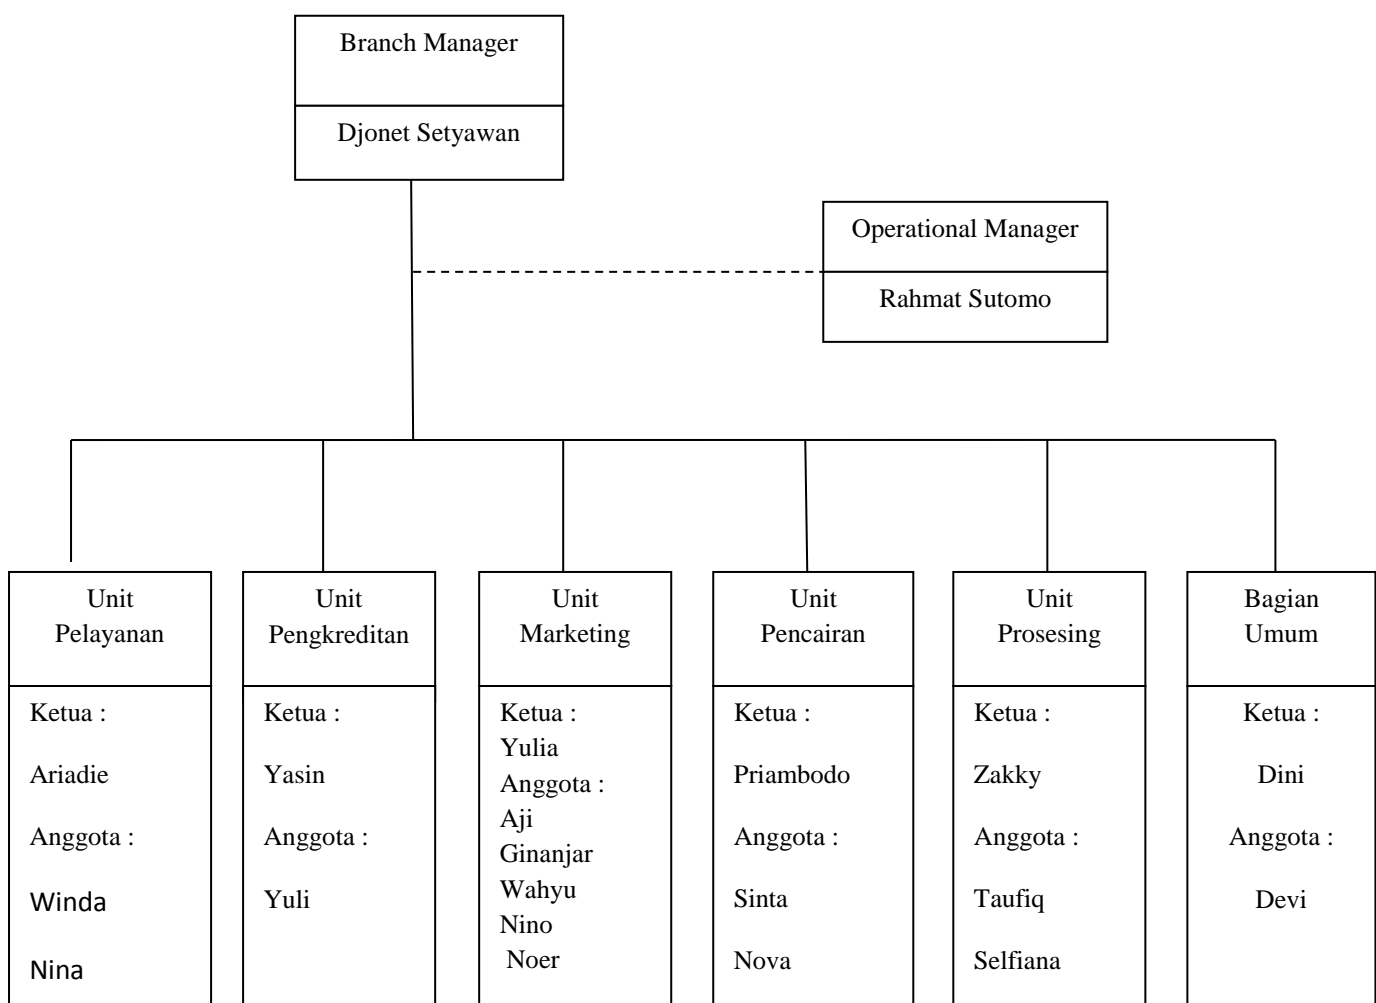 Branch Manager
Djonet Setyawan
Operational Manager
Rahmat Sutomo
Unit
Pelayanan
Ketua :
Ariadie
Anggota :
Winda
Nina
Unit
Pengkreditan
Ketua :
Yasin
Anggota :
Yuli
Unit
Marketing
Ketua :
Yulia
Anggota :
Aji
Ginanjar
Wahyu
Nino
Noer
Unit
Pencairan
Ketua :
Priambodo
Anggota :
Sinta
Nova
Unit
Prosesing
Ketua :
Zakky
Anggota :
Taufiq
Selfiana
Bagian
Umum
Ketua :
Dini
Anggota :
Devi